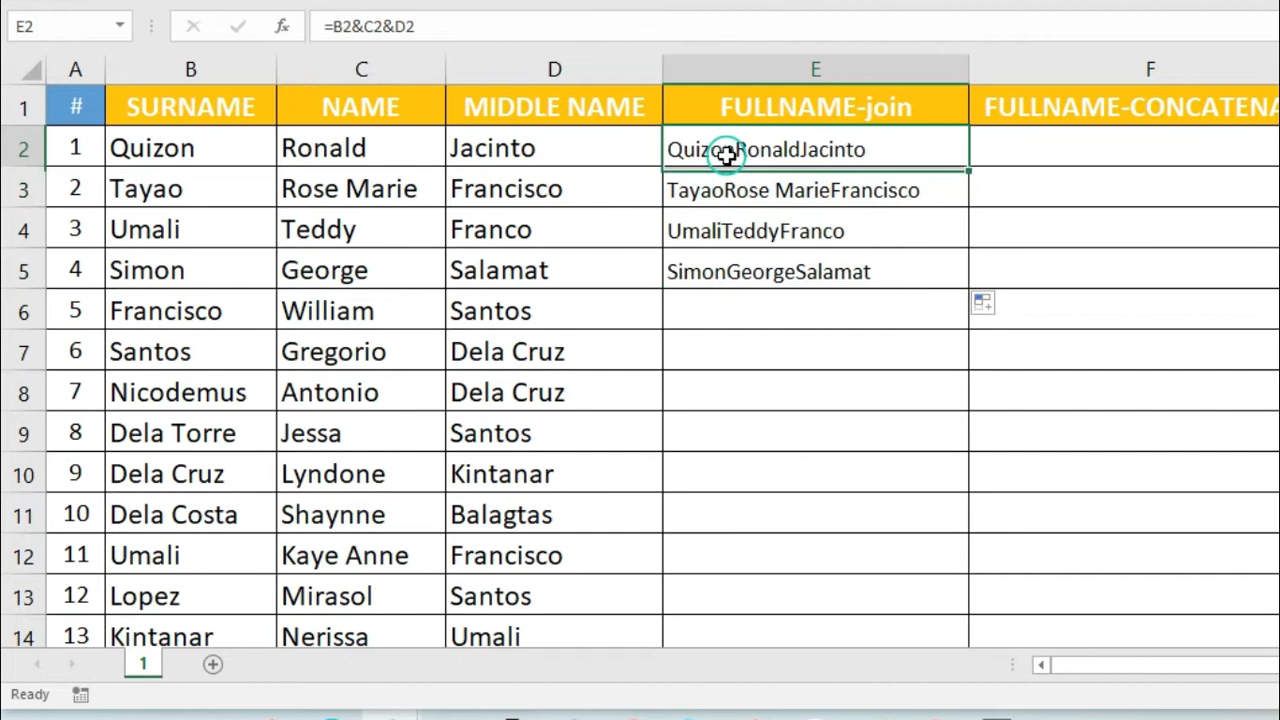 E2 fx =B2&C2&D2
A B C D E F
1 # SURNAME NAME MIDDLE NAME FULLNAME-join FULLNAME-CONCATENA
2 1 Quizon Ronald Jacinto QuizonRonaldJacinto
3 2 Tayao Rose Marie Francisco TayaoRose MarieFrancisco
4 3 Umali Teddy Franco UmaliTeddyFranco
5 4 Simon George Salamat SimonGeorgeSalamat
6 5 Francisco William Santos
7 6 Santos Gregorio Dela Cruz
8 7 Nicodemus Antonio Dela Cruz
9 8 Dela Torre Jessa Santos
10 9 Dela Cruz Lyndone Kintanar
11 10 Dela Costa Shaynne Balagtas
12 11 Umali Kaye Anne Francisco
13 12 Lopez Mirasol Santos
14 13 Kintanar Nerissa Umali
1
Ready